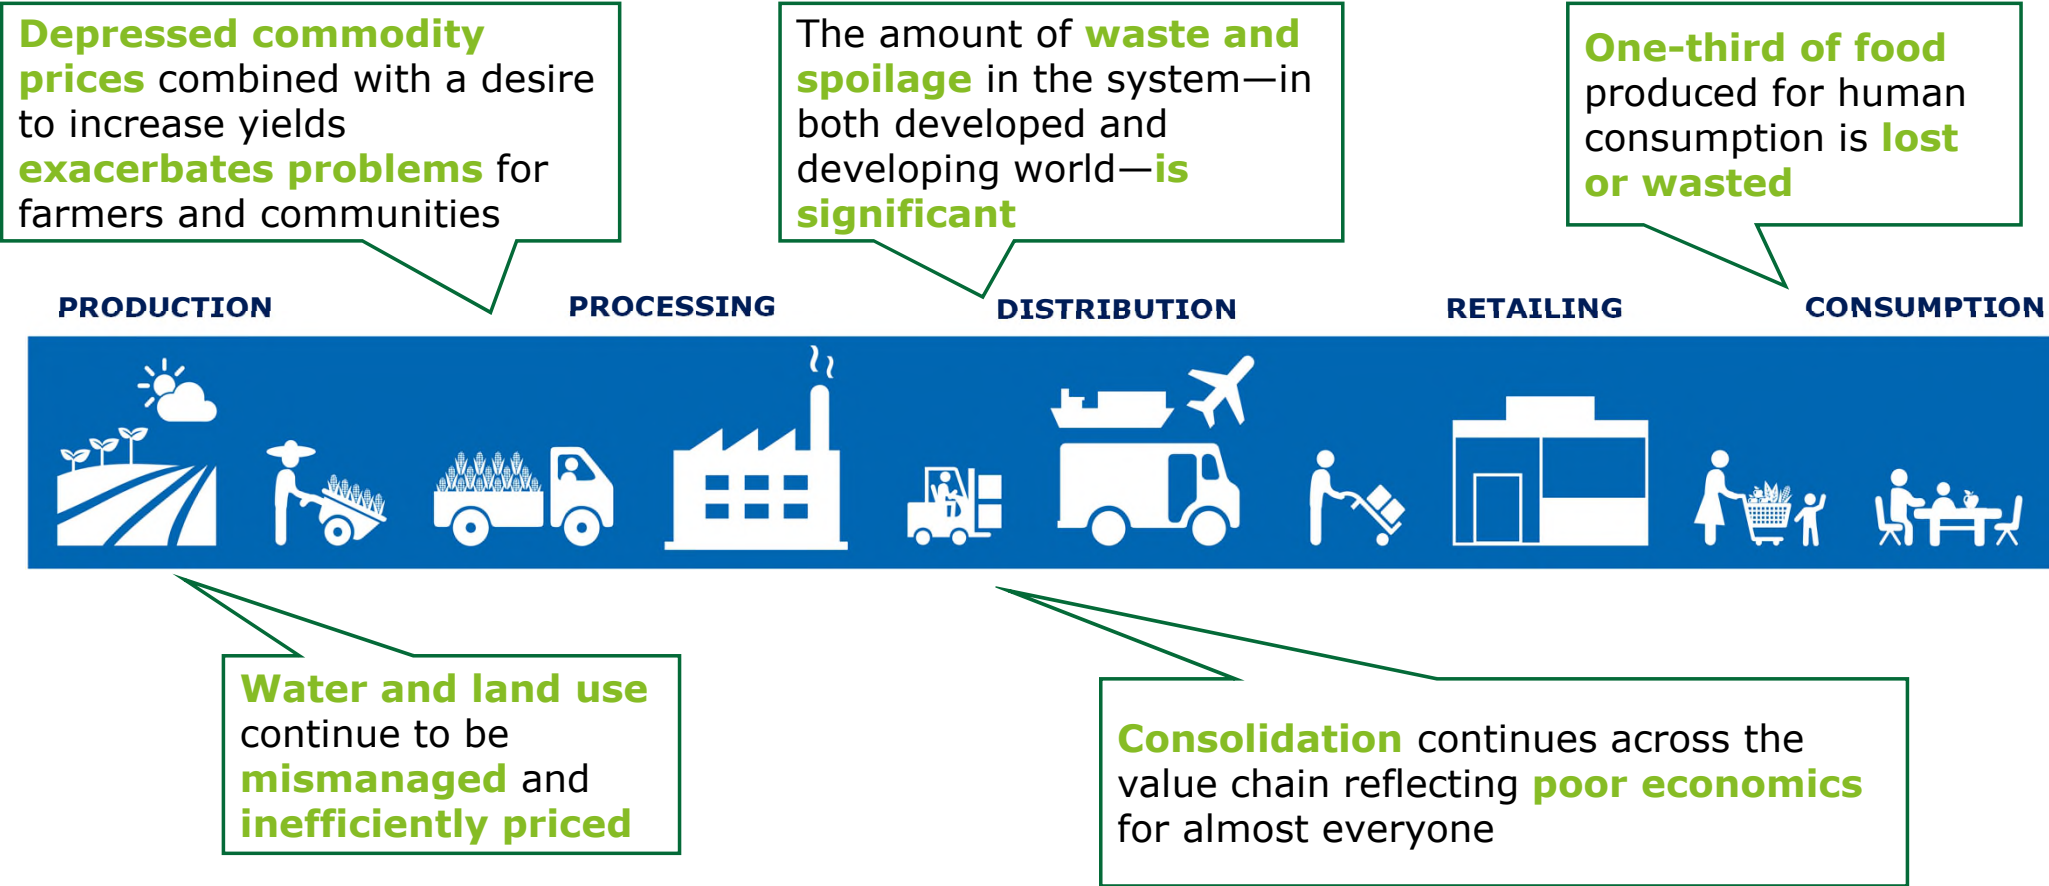 Depressed commodity
prices combined with a desire
to increase yields
exacerbates problems for
farmers and communities
The amount of waste and
spoilage in the system—in
both developed and
developing world—is
significant
One-third of food
produced for human
consumption is lost
or wasted
PRODUCTION
PROCESSING
DISTRIBUTION
RETAILING
CONSUMPTION
Water and land use
continue to be
mismanaged and
inefficiently priced
Consolidation continues across the
value chain reflecting poor economics
for almost everyone